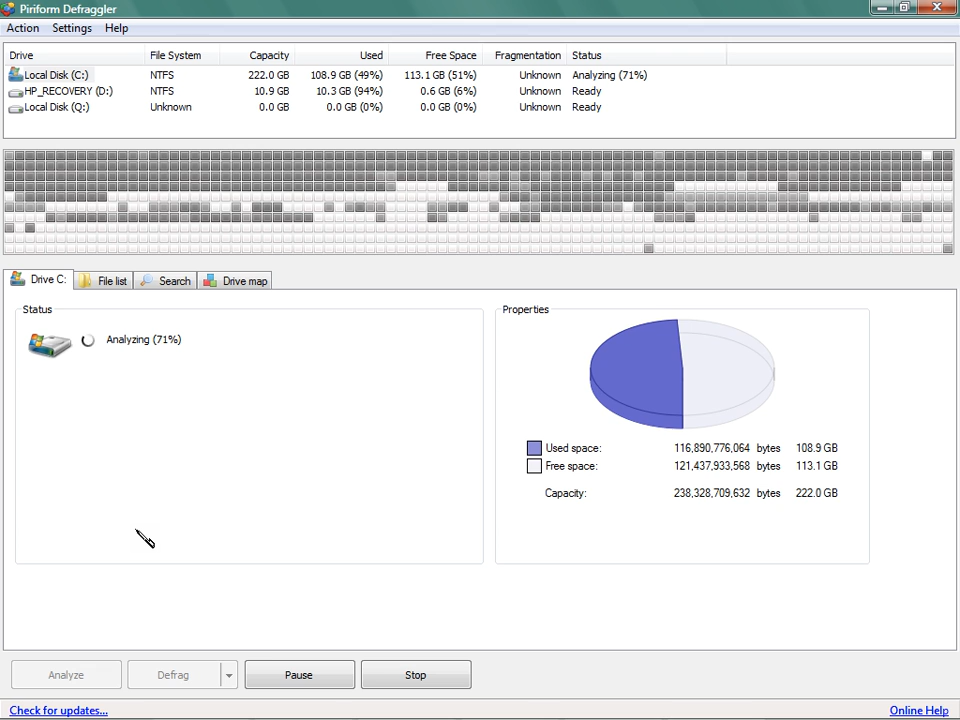 Piriform Defraggler
Action Settings Help
Drive File System Capacity Used Free Space Fragmentation Status
Local Disk (C:) NTFS 222.0 GB 108.9 GB (49%) 113.1 GB (51%) Unknown Analyzing (71%)
HP_RECOVERY (D:) NTFS 10.9 GB 10.3 GB (94%) 0.6 GB (6%) Unknown Ready
Local Disk (Q:) Unknown 0.0 GB 0.0 GB (0%) 0.0 GB (0%) Unknown Ready
Drive C: File list Search Drive map
Status
Analyzing (71%)
Properties
Used space: 116,890,776,064 bytes 108.9 GB
Free space: 121,437,933,568 bytes 113.1 GB
Capacity: 238,328,709,632 bytes 222.0 GB
Analyze Defrag Pause Stop
Check for updates... Online Help